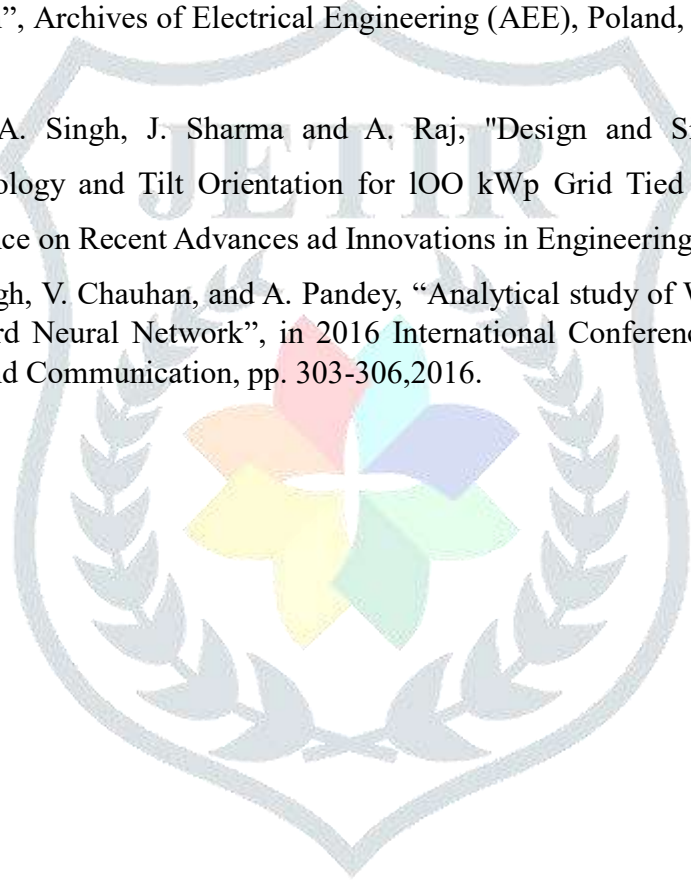 ”, Archives of Electrical Engineering (AEE), Poland,
A. Singh, J. Sharma and A. Raj, "Design and
ology and Tilt Orientation for lOO kWp Grid Tied
ce on Recent Advances ad Innovations in Engineering
gh, V. Chauhan, and A. Pandey, “Analytical study of
rd Neural Network”, in 2016 International
nd Communication, pp. 303-306,2016.
JETIR